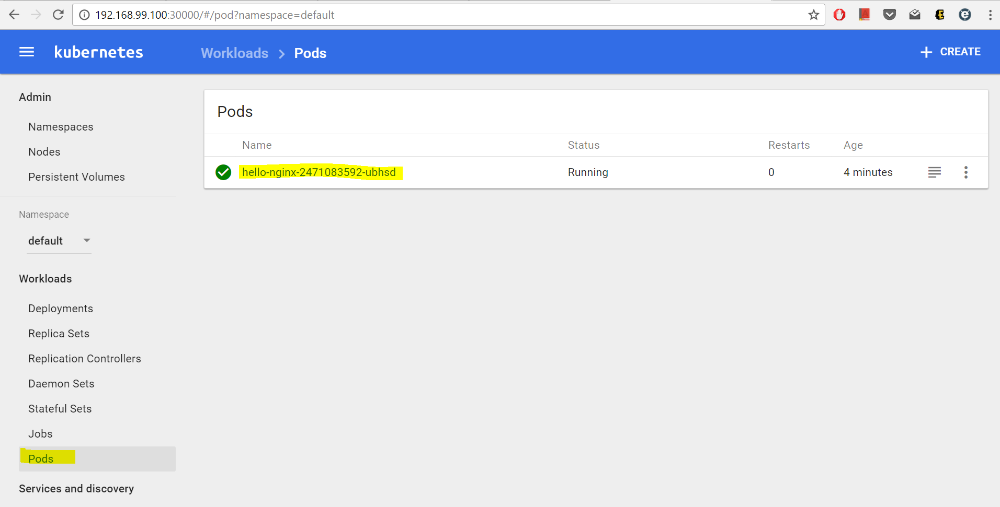 192.168.99.100:30000/#/pod?namespace=default
kubernetes
Workloads > Pods
+ CREATE
Admin
Namespaces
Nodes
Persistent Volumes
Namespace
default
Workloads
Deployments
Replica Sets
Replication Controllers
Daemon Sets
Stateful Sets
Jobs
Pods
Services and discovery
Pods
Name Status Restarts Age
hello-nginx-2471083592-ubhsd Running 0 4 minutes